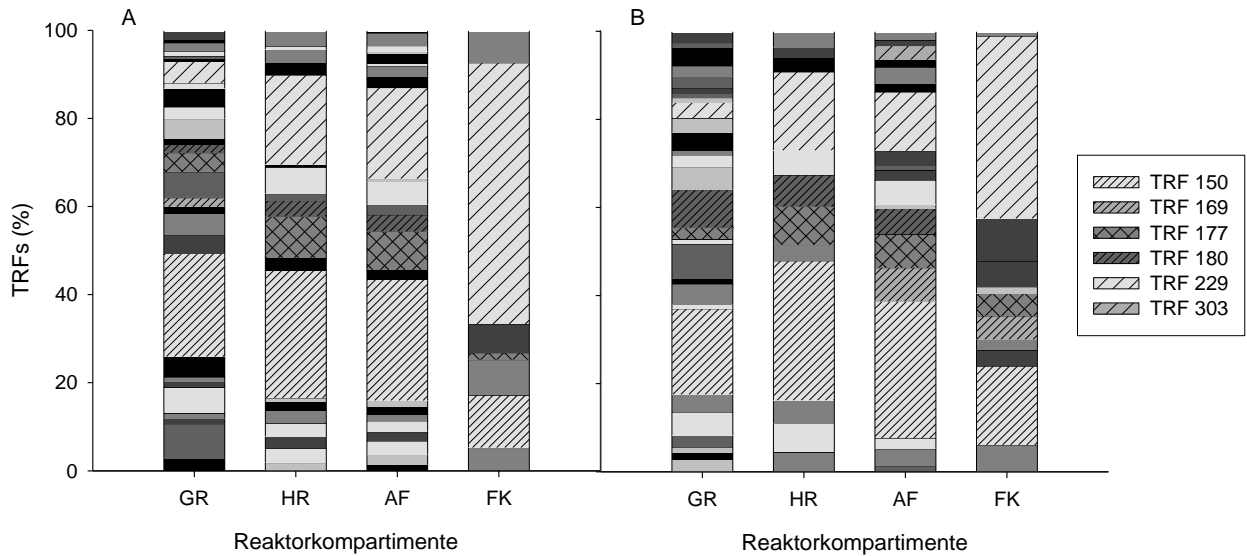 A
B
TRFs (%)
100
80
60
40
20
0
GR
HR
AF
FK
GR
HR
AF
FK
Reaktorkompartimente
Reaktorkompartimente
TRF 150
TRF 169
TRF 177
TRF 180
TRF 229
TRF 303